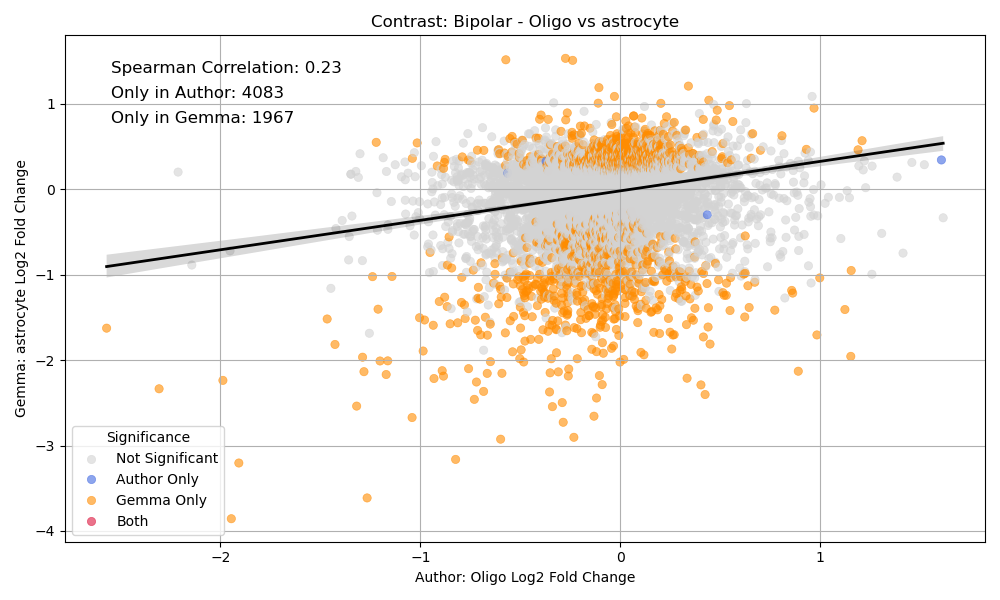 Contrast: Bipolar - Oligo vs astrocyte
Spearman Correlation: 0.23
Only in Author: 4083
Only in Gemma: 1967
Gemma: astrocyte Log2 Fold Change
1
0
−1
−2
−3
−4
Significance
Not Significant
Author Only
Gemma Only
Both
−2 −1 0 1
Author: Oligo Log2 Fold Change